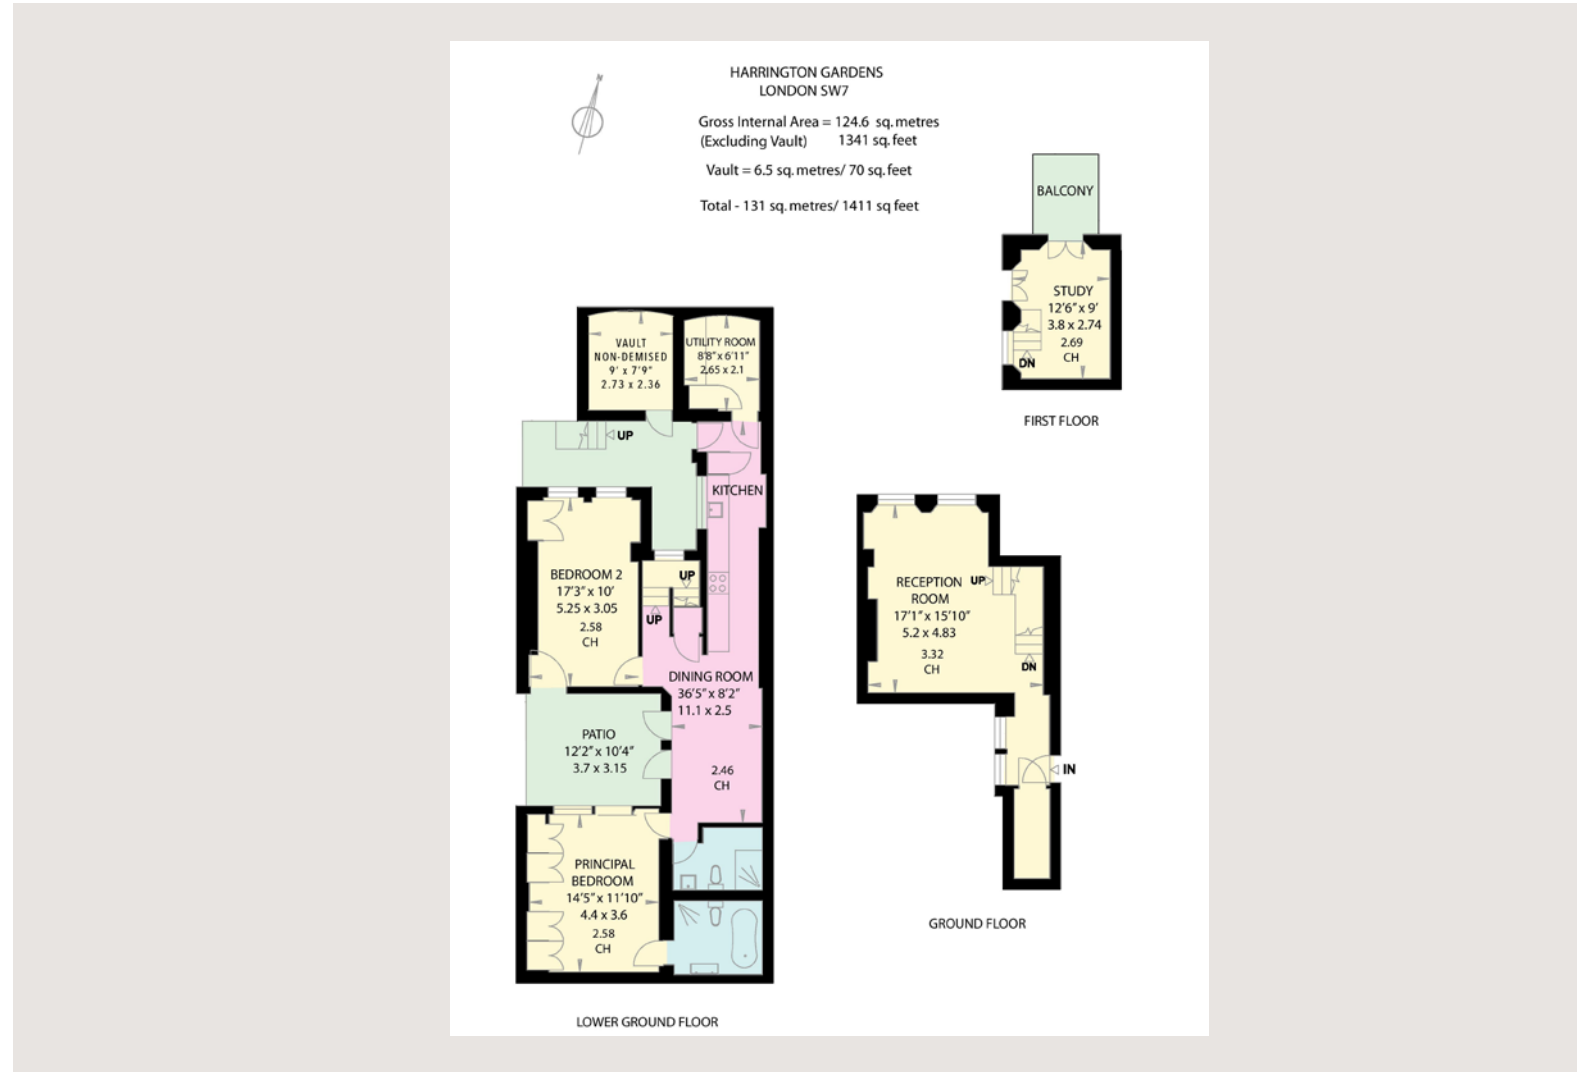 N
HARRINGTON GARDENS
LONDON SW7
Gross Internal Area = 124.6 sq.metres
(Excluding Vault) 1341 sq.feet
Vault = 6.5 sq.metres/ 70 sq.feet
Total - 131 sq.metres/ 1411 sq feet
BALCONY
STUDY
12'6" x 9'
3.8 x 2.74
2.69
CH
DN
FIRST FLOOR
VAULT
NON-DEMISED
9' x 7'9"
2.73 x 2.36
UTILITY ROOM
8'8" x 6'11"
2.65 x 2.1
UP
KITCHEN
BEDROOM 2
17'3" x 10'
5.25 x 3.05
2.58
CH
UP
UP
DINING ROOM
36'5" x 8'2"
11.1 x 2.5
2.46
CH
PATIO
12'2" x 10'4"
3.7 x 3.15
PRINCIPAL
BEDROOM
14'5" x 11'10"
4.4 x 3.6
2.58
CH
LOWER GROUND FLOOR
RECEPTION
ROOM
17'1" x 15'10"
5.2 x 4.83
3.32
CH
UP
DN
IN
GROUND FLOOR